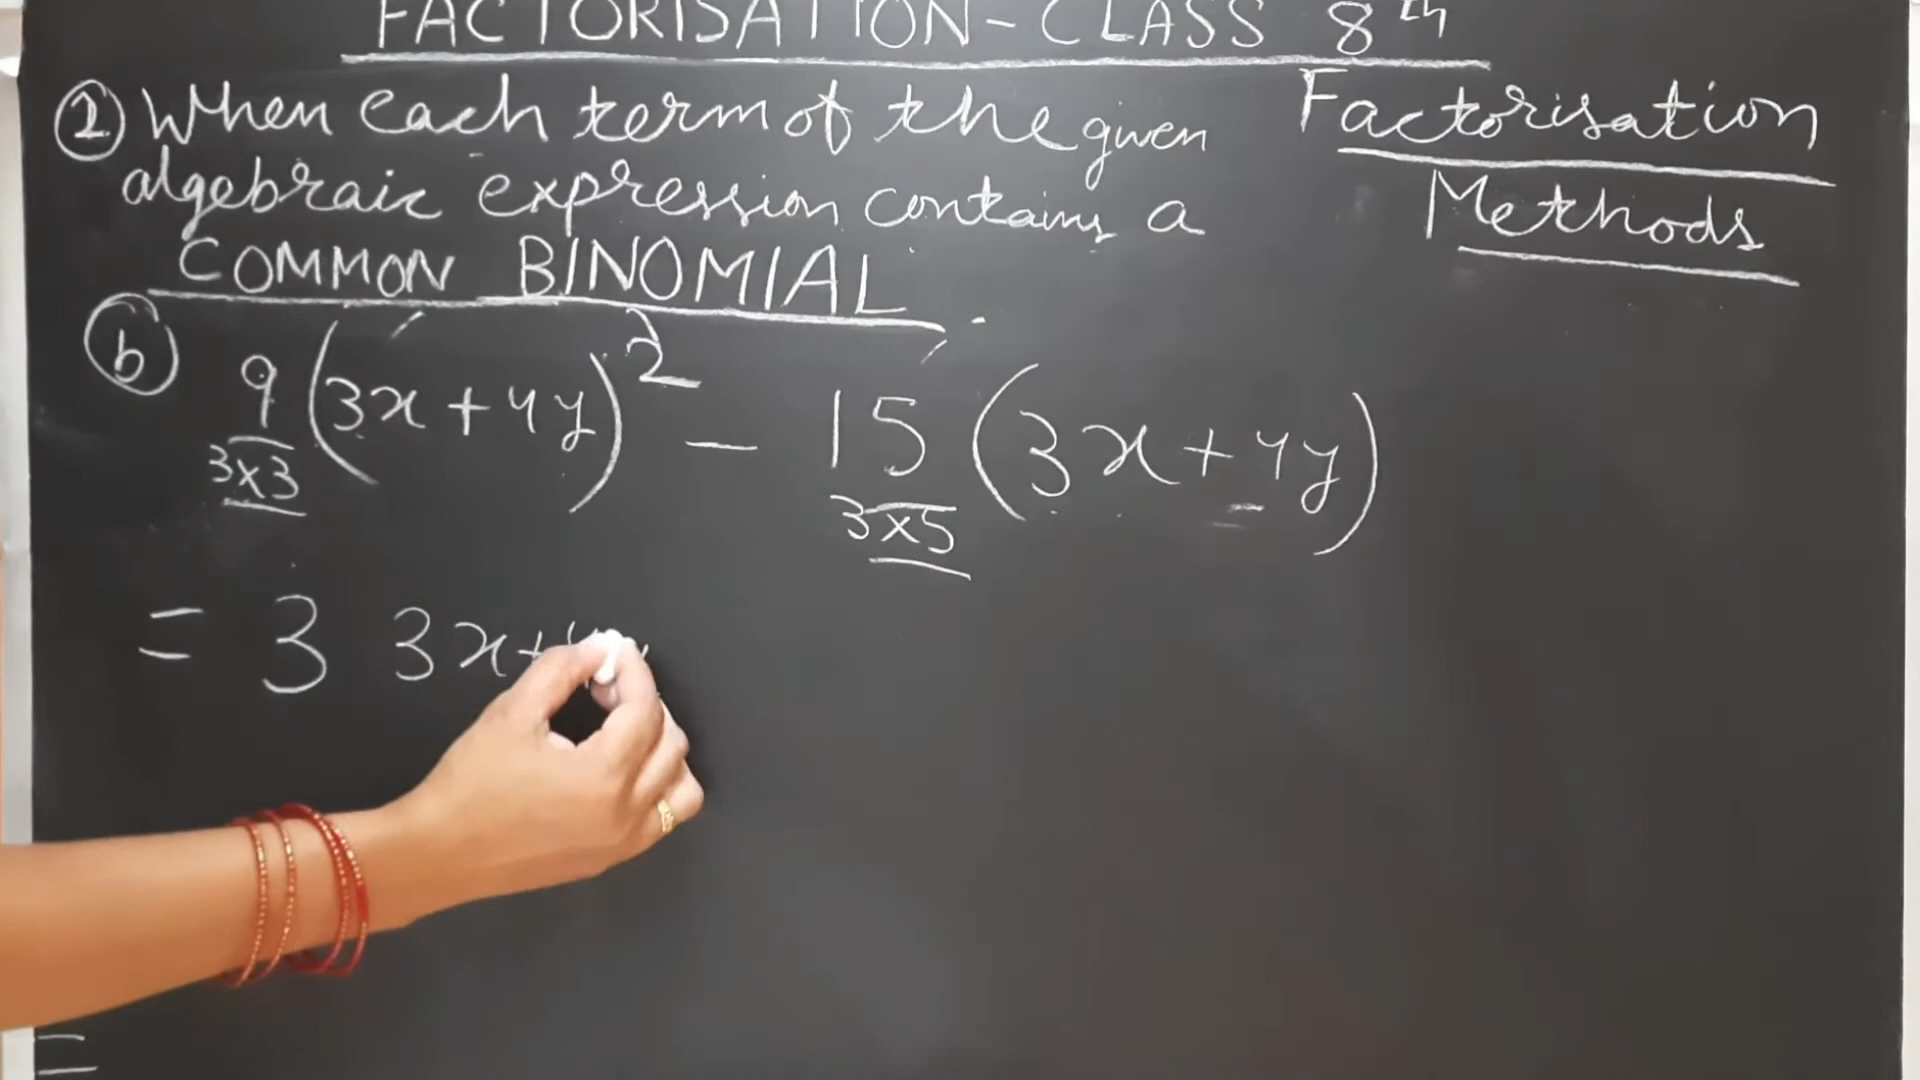 FACTORISATION - CLASS 8th
Factorisation
Methods
② When each term of the given
algebraic expression contains a
COMMON BINOMIAL
(b) 9(3x+4y)² - 15(3x+4y)
3×3 3×5
= 3 3x+4y
=